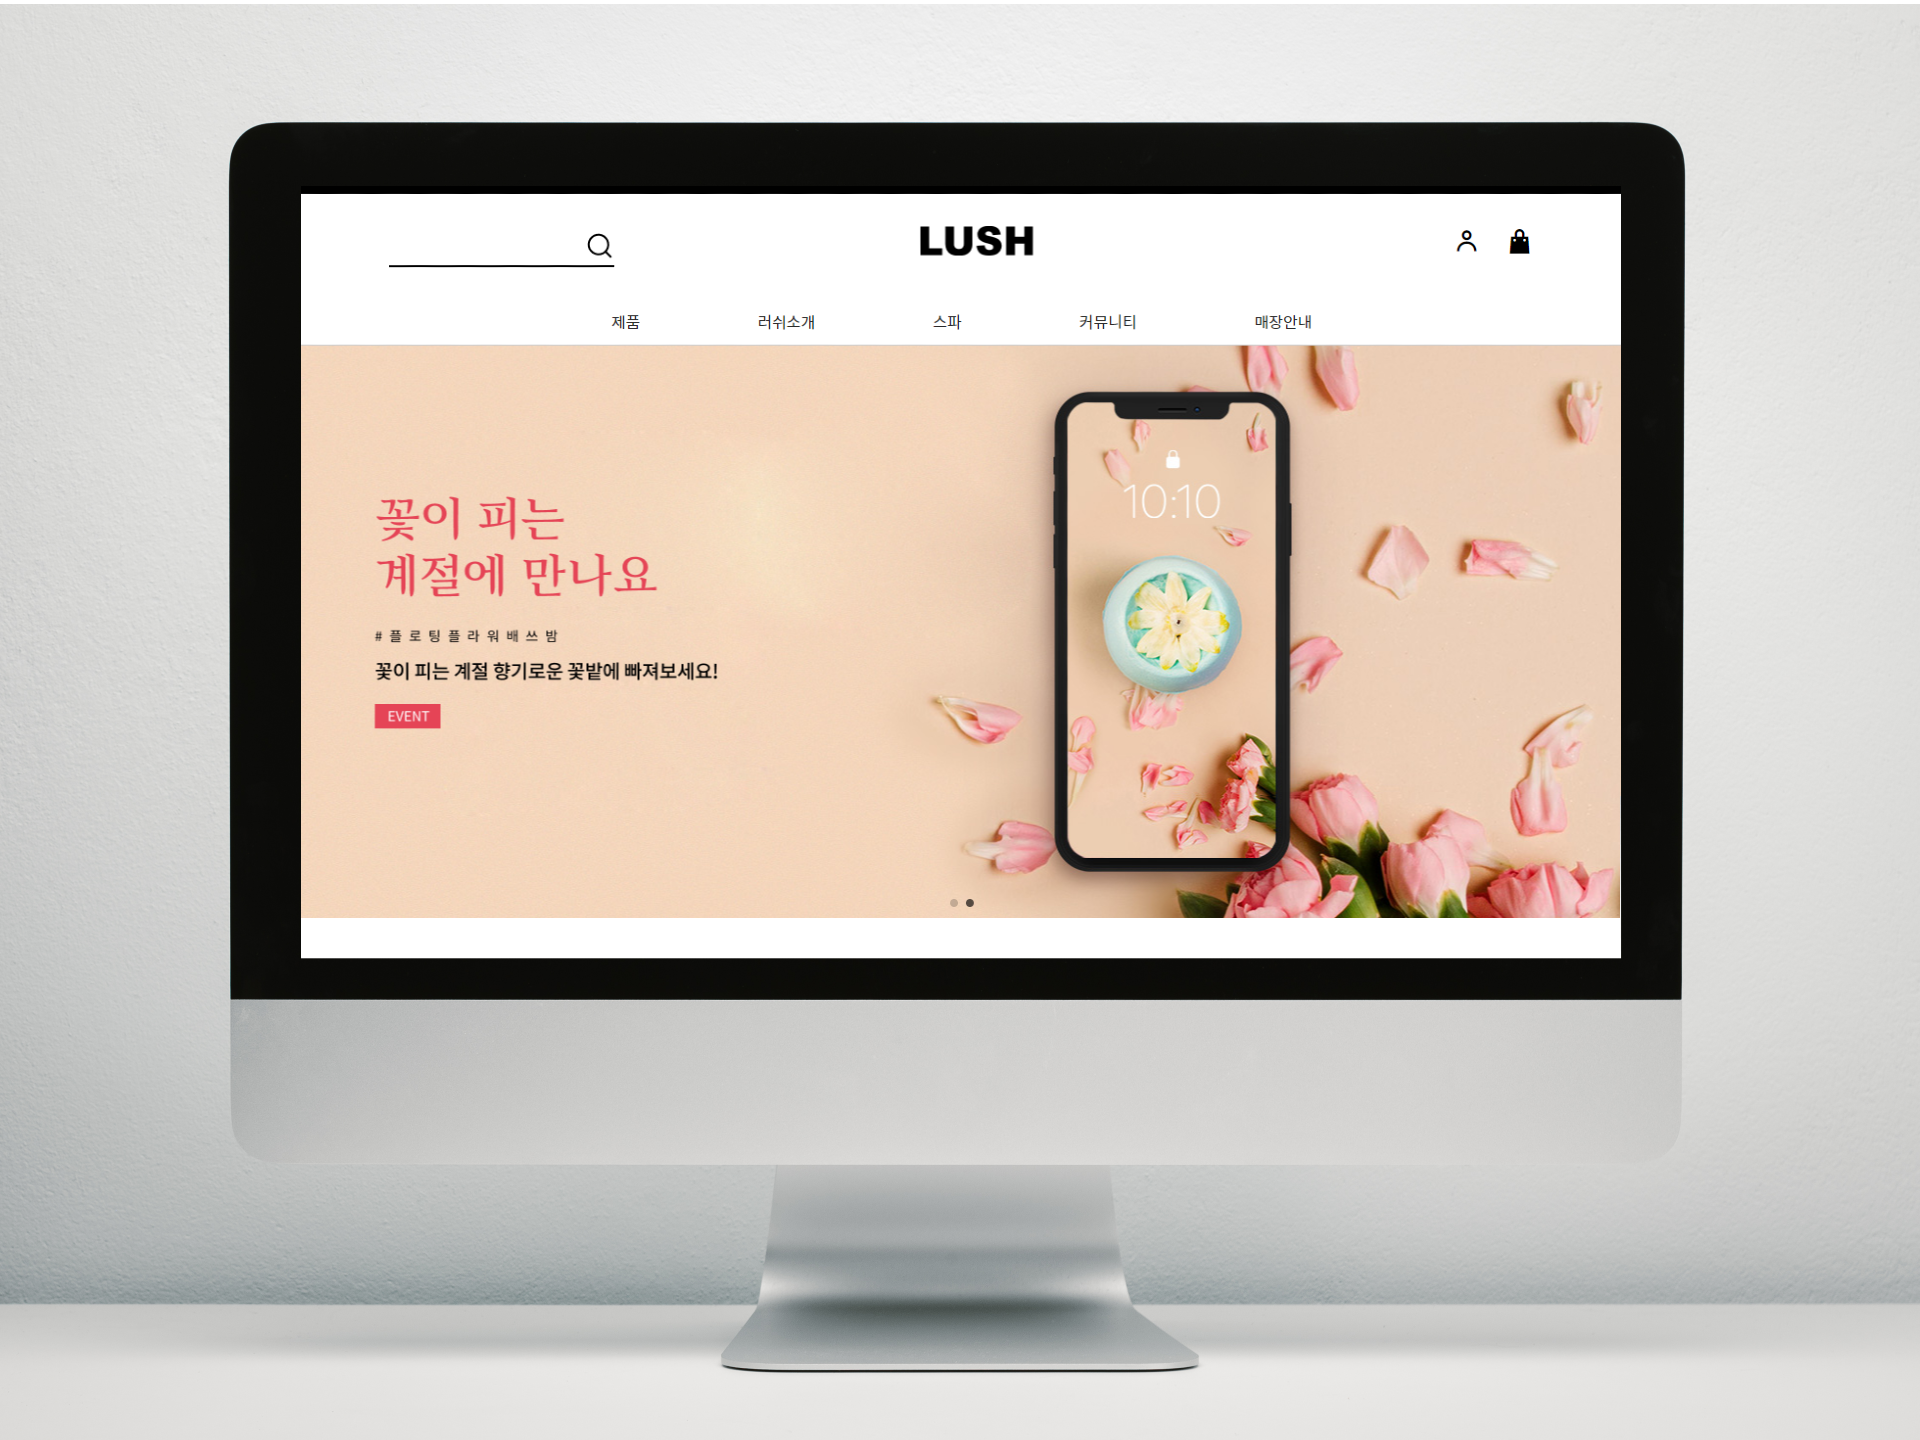 LUSH
제품 러쉬소개 스파 커뮤니티 매장안내
10:10
꽃이 피는
계절에 만나요
#플로팅플라워배쓰밤
꽃이 피는 계절 향기로운 꽃밭에 빠져보세요!
EVENT